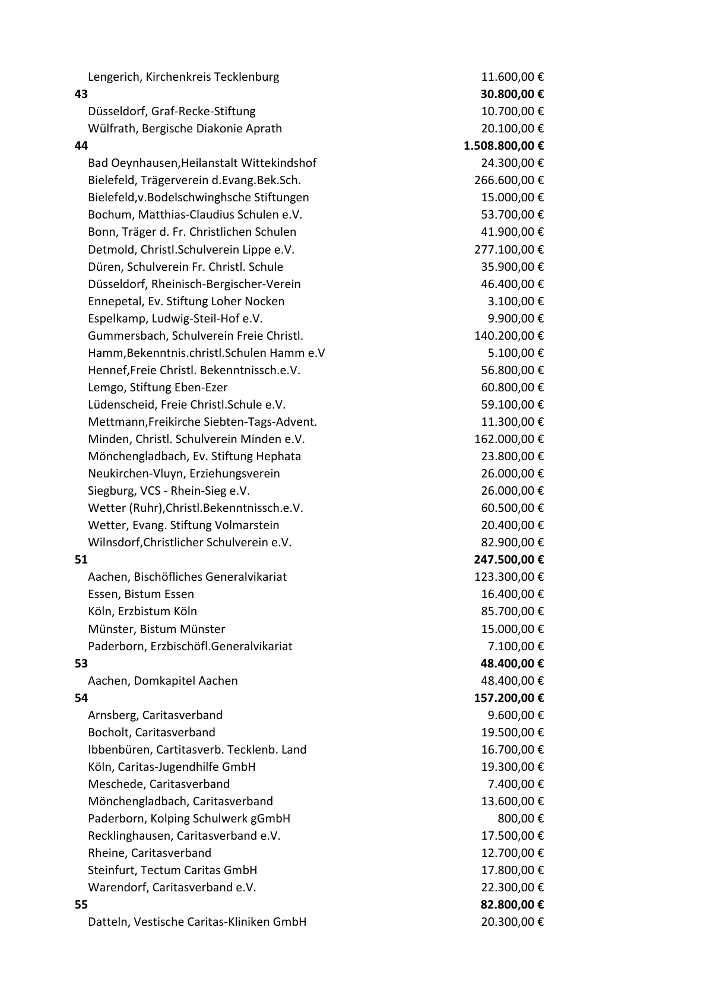 Lengerich, Kirchenkreis Tecklenburg 11.600,00 €
43 30.800,00 €
Düsseldorf, Graf-Recke-Stiftung 10.700,00 €
Wülfrath, Bergische Diakonie Aprath 20.100,00 €
44 1.508.800,00 €
Bad Oeynhausen,Heilanstalt Wittekindshof 24.300,00 €
Bielefeld, Trägerverein d.Evang.Bek.Sch. 266.600,00 €
Bielefeld,v.Bodelschwinghsche Stiftungen 15.000,00 €
Bochum, Matthias-Claudius Schulen e.V. 53.700,00 €
Bonn, Träger d. Fr. Christlichen Schulen 41.900,00 €
Detmold, Christl.Schulverein Lippe e.V. 277.100,00 €
Düren, Schulverein Fr. Christl. Schule 35.900,00 €
Düsseldorf, Rheinisch-Bergischer-Verein 46.400,00 €
Ennepetal, Ev. Stiftung Loher Nocken 3.100,00 €
Espelkamp, Ludwig-Steil-Hof e.V. 9.900,00 €
Gummersbach, Schulverein Freie Christl. 140.200,00 €
Hamm,Bekenntnis.christl.Schulen Hamm e.V 5.100,00 €
Hennef,Freie Christl. Bekenntnissch.e.V. 56.800,00 €
Lemgo, Stiftung Eben-Ezer 60.800,00 €
Lüdenscheid, Freie Christl.Schule e.V. 59.100,00 €
Mettmann,Freikirche Siebten-Tags-Advent. 11.300,00 €
Minden, Christl. Schulverein Minden e.V. 162.000,00 €
Mönchengladbach, Ev. Stiftung Hephata 23.800,00 €
Neukirchen-Vluyn, Erziehungsverein 26.000,00 €
Siegburg, VCS - Rhein-Sieg e.V. 26.000,00 €
Wetter (Ruhr),Christl.Bekenntnissch.e.V. 60.500,00 €
Wetter, Evang. Stiftung Volmarstein 20.400,00 €
Wilnsdorf,Christlicher Schulverein e.V. 82.900,00 €
51 247.500,00 €
Aachen, Bischöfliches Generalvikariat 123.300,00 €
Essen, Bistum Essen 16.400,00 €
Köln, Erzbistum Köln 85.700,00 €
Münster, Bistum Münster 15.000,00 €
Paderborn, Erzbischöfl.Generalvikariat 7.100,00 €
53 48.400,00 €
Aachen, Domkapitel Aachen 48.400,00 €
54 157.200,00 €
Arnsberg, Caritasverband 9.600,00 €
Bocholt, Caritasverband 19.500,00 €
Ibbenbüren, Cartitasverb. Tecklenb. Land 16.700,00 €
Köln, Caritas-Jugendhilfe GmbH 19.300,00 €
Meschede, Caritasverband 7.400,00 €
Mönchengladbach, Caritasverband 13.600,00 €
Paderborn, Kolping Schulwerk gGmbH 800,00 €
Recklinghausen, Caritasverband e.V. 17.500,00 €
Rheine, Caritasverband 12.700,00 €
Steinfurt, Tectum Caritas GmbH 17.800,00 €
Warendorf, Caritasverband e.V. 22.300,00 €
55 82.800,00 €
Datteln, Vestische Caritas-Kliniken GmbH 20.300,00 €